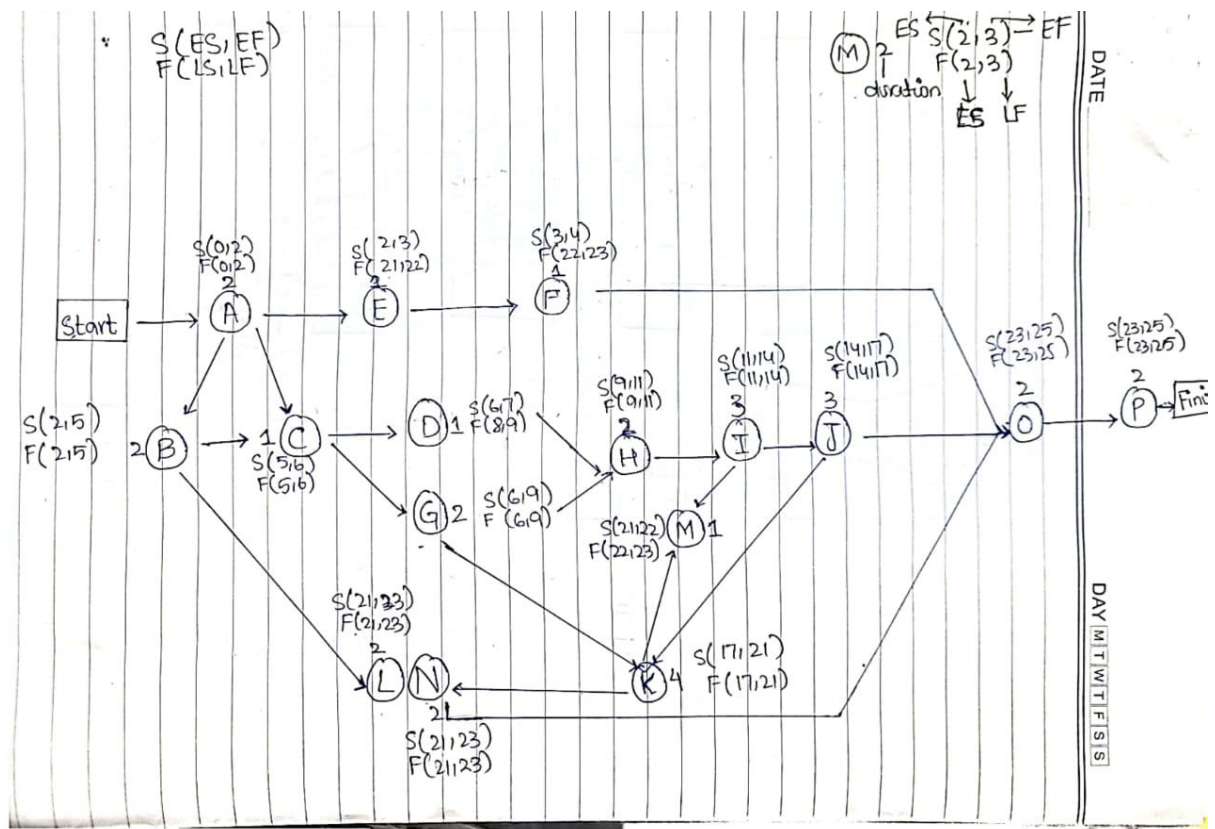 S(ES, EF)
F(LS, LF)
ES S(2, 3) EF
M 2 F(2, 3)
duration ES LF
DATE
S(0,2)
F(0,2)
2
A
S(2,3)
F(21,22)
1
E
S(3,4)
F(22,23)
1
F
Start
S(2,5)
F(2,5)
2 B
1 C
S(5,6)
F(5,6)
D 1
S(6,7)
F(8,9)
G 2
S(6,9)
F(6,9)
S(9,11)
F(9,11)
2
H
S(11,14)
F(11,14)
3
I
S(14,17)
F(14,17)
3
J
S(21,22)
F(22,23)
M 1
S(23,25)
F(23,25)
2
O
S(23,25)
F(23,25)
2
P
Fini
S(21,23)
F(21,23)
2
L N
2
S(21,23)
F(21,23)
K 4
S(17,21)
F(17,21)
DAY M T W T F S S